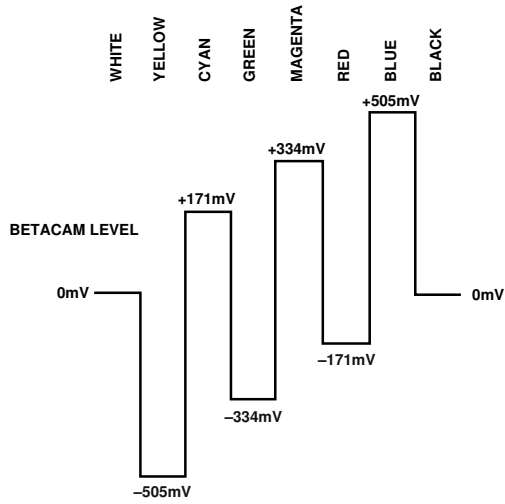 WHITE
YELLOW
CYAN
GREEN
MAGENTA
RED
BLUE
BLACK
+505mV
+334mV
+171mV
BETACAM LEVEL
0mV
0mV
–171mV
–334mV
–505mV